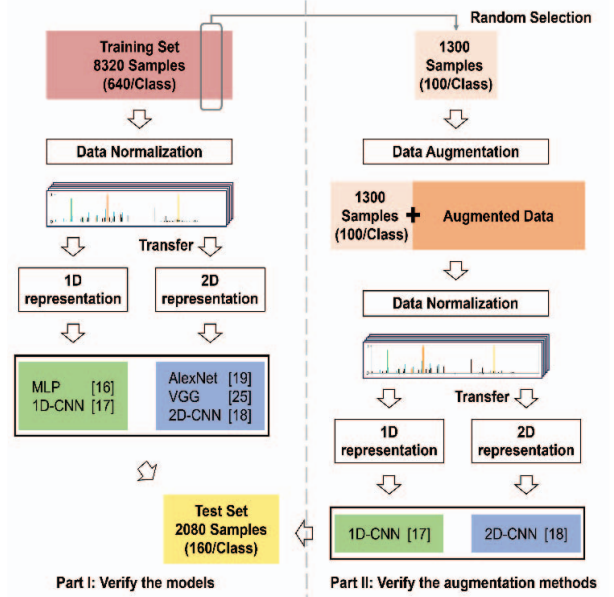 Random Selection
Training Set
8320 Samples
(640/Class)
Data Normalization
Transfer
1D
representation
2D
representation
MLP [16]
1D-CNN [17]
AlexNet [19]
VGG [25]
2D-CNN [18]
Test Set
2080 Samples
(160/Class)
Part I: Verify the models
1300
Samples
(100/Class)
Data Augmentation
1300
Samples
(100/Class)
+
Augmented Data
Data Normalization
Transfer
1D
representation
2D
representation
1D-CNN [17]
2D-CNN [18]
Part II: Verify the augmentation methods